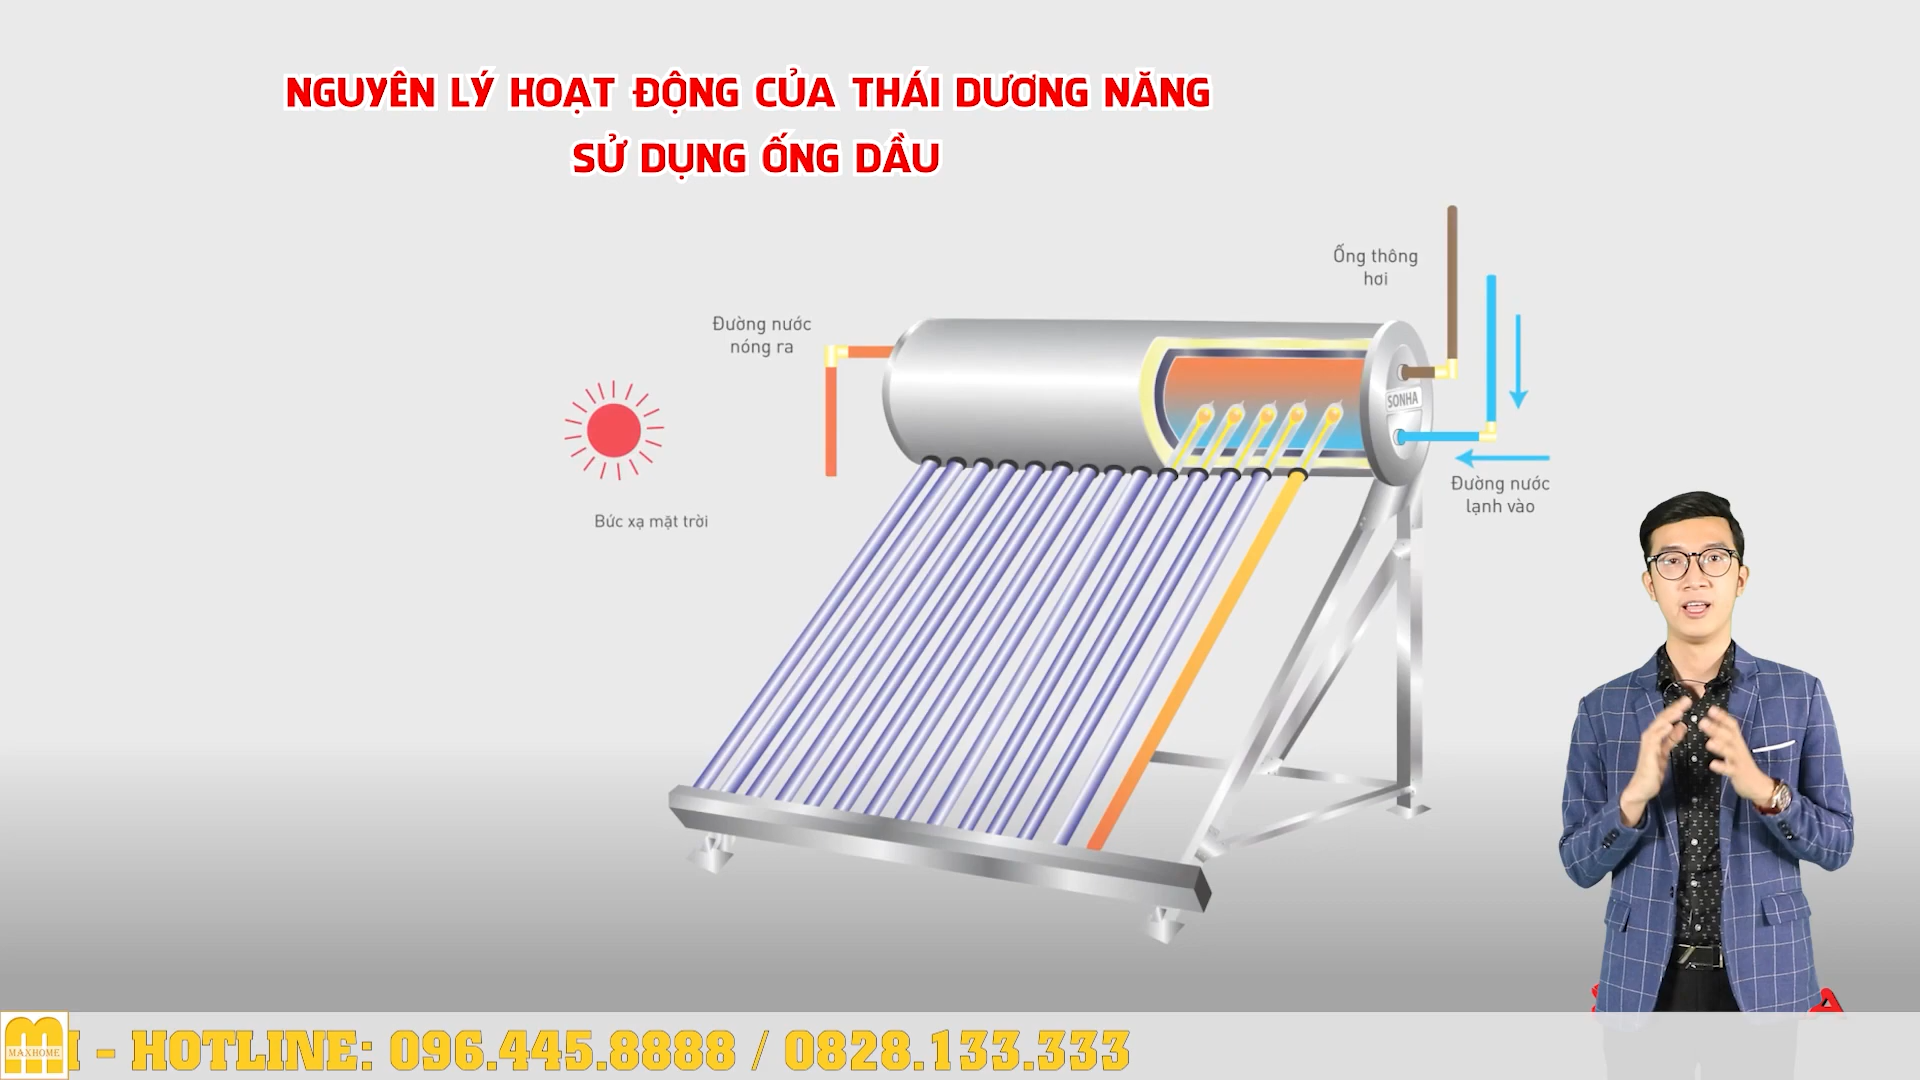 NGUYÊN LÝ HOẠT ĐỘNG CỦA THÁI DƯƠNG NĂNG
SỬ DỤNG ỐNG DẦU
Ống thông
hơi
Đường nước
nóng ra
SONHA
Đường nước
lạnh vào
Bức xạ mặt trời
MAXHOME
I - HOTLINE: 096.445.8888 / 0828.133.333